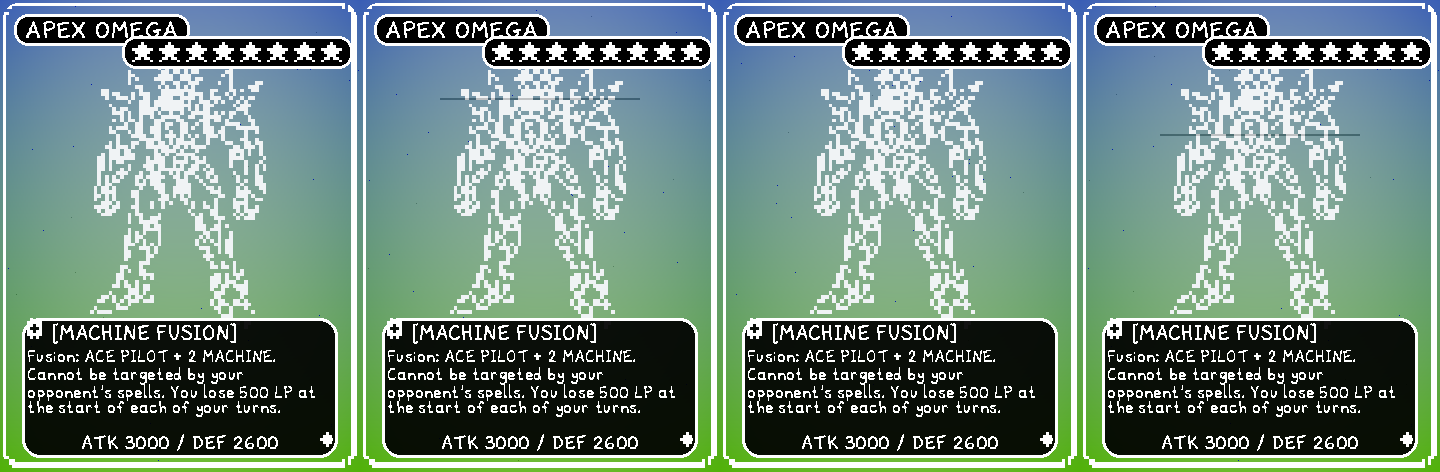 APEX OMEGA
[MACHINE FUSION]
Fusion: ACE PILOT + 2 MACHINE.
Cannot be targeted by your
opponent's spells. You lose 500 LP at
the start of each of your turns.
ATK 3000 / DEF 2600
APEX OMEGA
[MACHINE FUSION]
Fusion: ACE PILOT + 2 MACHINE.
Cannot be targeted by your
opponent's spells. You lose 500 LP at
the start of each of your turns.
ATK 3000 / DEF 2600
APEX OMEGA
[MACHINE FUSION]
Fusion: ACE PILOT + 2 MACHINE.
Cannot be targeted by your
opponent's spells. You lose 500 LP at
the start of each of your turns.
ATK 3000 / DEF 2600
APEX OMEGA
[MACHINE FUSION]
Fusion: ACE PILOT + 2 MACHINE.
Cannot be targeted by your
opponent's spells. You lose 500 LP at
the start of each of your turns.
ATK 3000 / DEF 2600